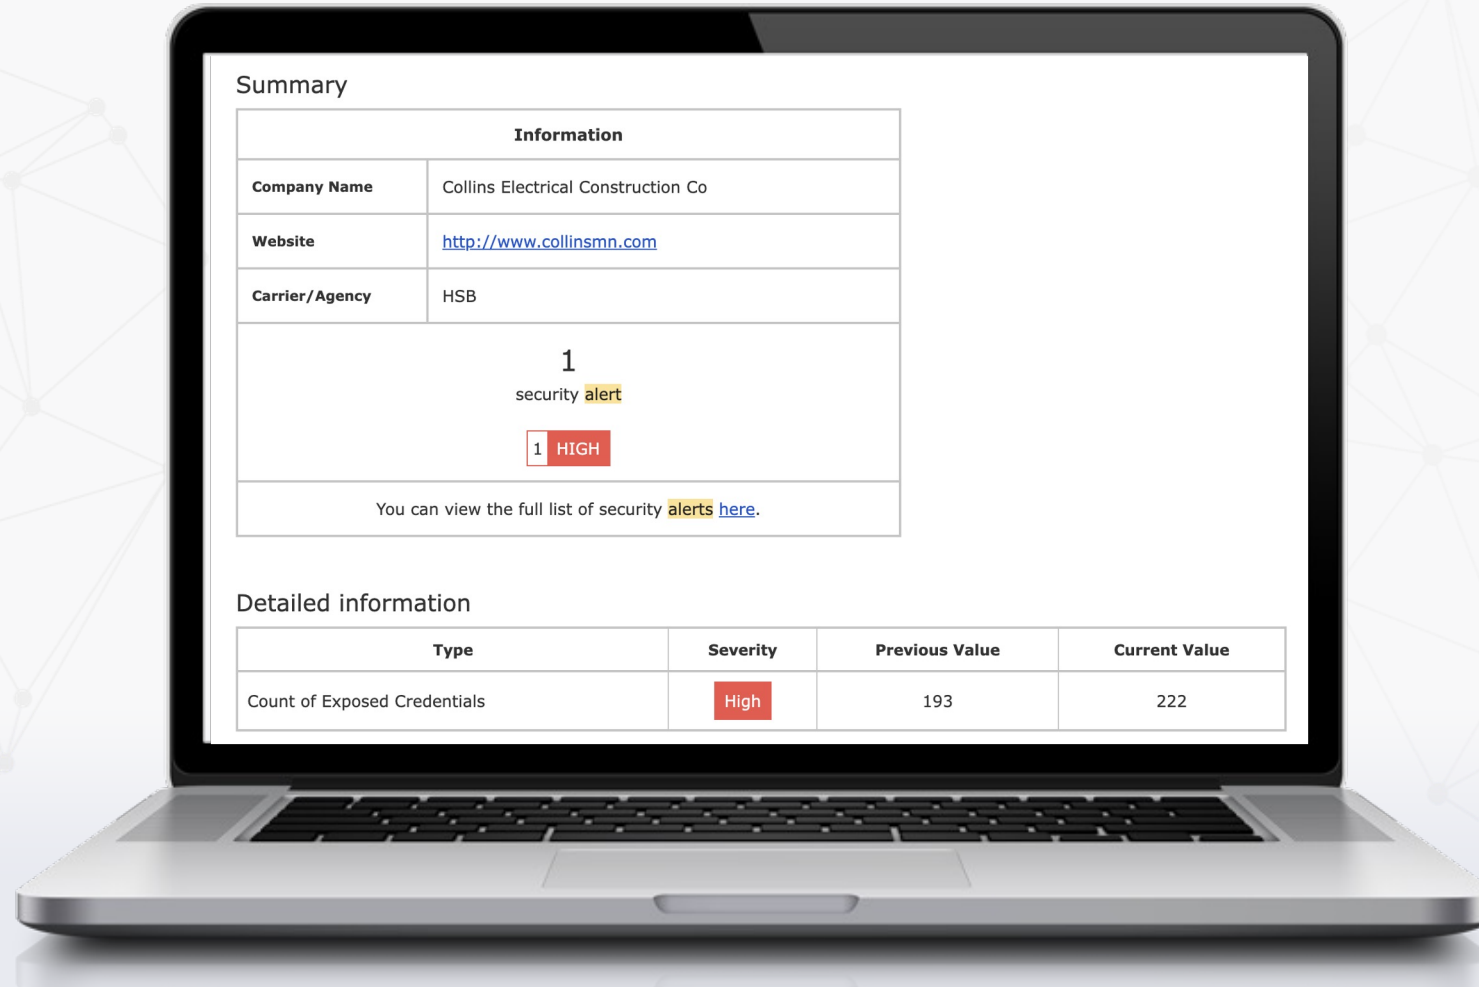 Summary
Information
Company Name Collins Electrical Construction Co
Website http://www.collinsmn.com
Carrier/Agency HSB
1
security alert
1 HIGH
You can view the full list of security alerts here.
Detailed information
Type Severity Previous Value Current Value
Count of Exposed Credentials High 193 222